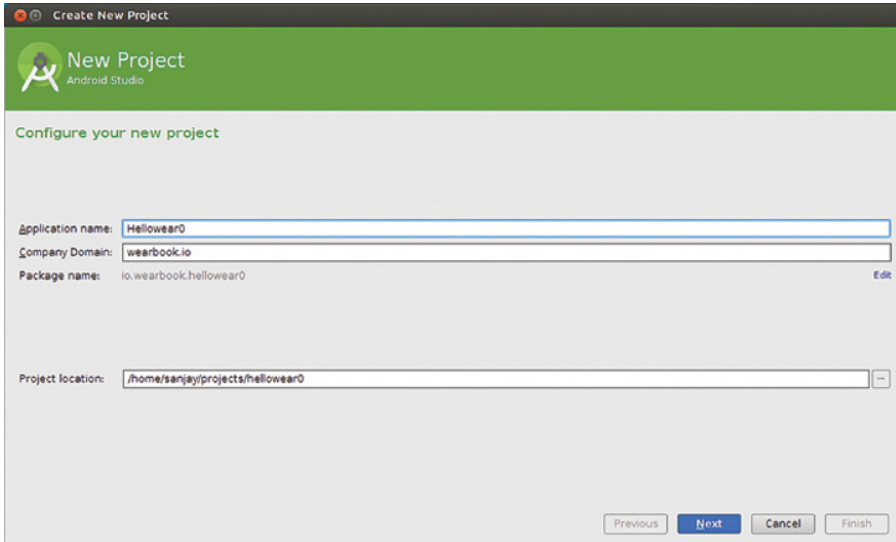 Create New Project
New Project
Android Studio
Configure your new project
Application name: Hellowear0
Company Domain: wearbook.io
Package name: io.wearbook.hellowear0 Edit
Project location: /home/sanjay/projects/hellowear0 ...
Previous Next Cancel Finish